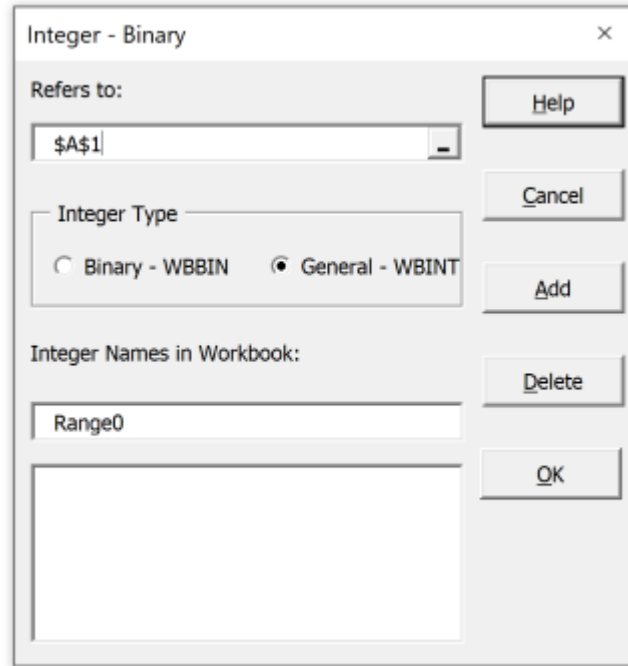 Integer - Binary
Refers to:
$A$1
Integer Type
Binary - WBBIN
General - WBINT
Integer Names in Workbook:
Range0
Help
Cancel
Add
Delete
OK